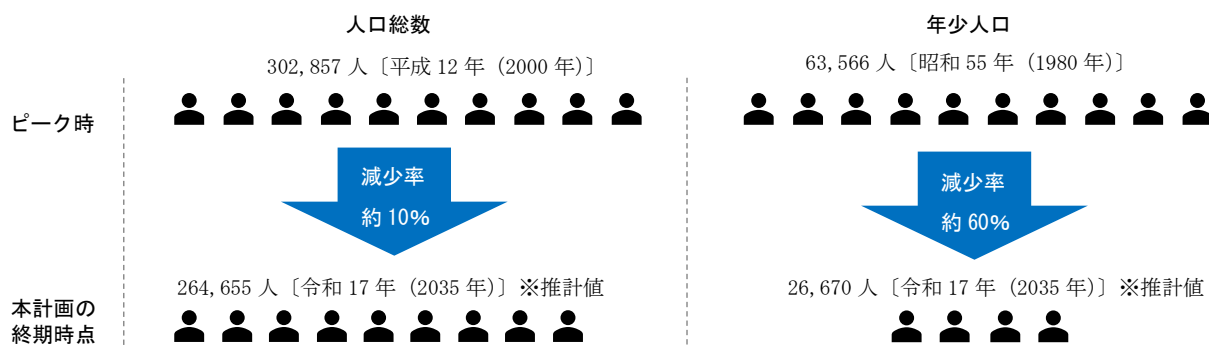 人口総数
年少人口
302,857 人〔平成 12 年（2000 年）〕
63,566 人〔昭和 55 年（1980 年）〕
ピーク時
減少率
約 10%
減少率
約 60%
264,655 人〔令和 17 年（2035 年）〕※推計値
26,670 人〔令和 17 年（2035 年）〕※推計値
本計画の
終期時点